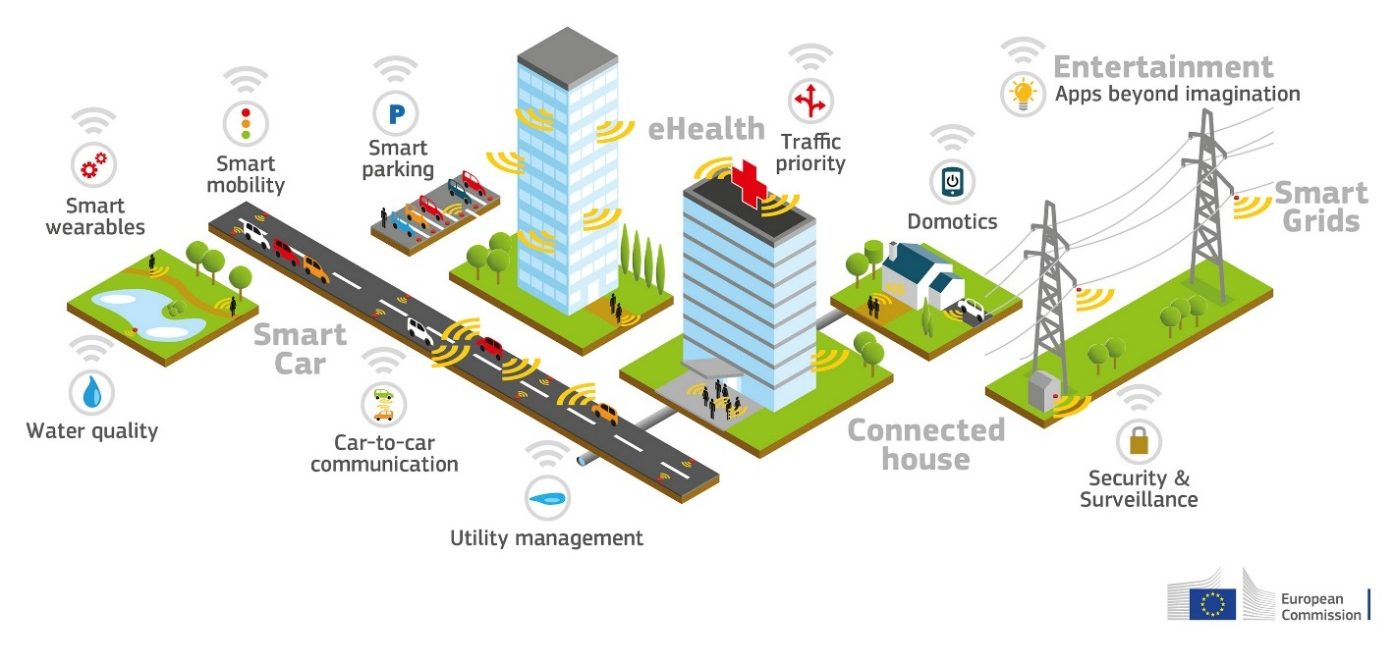 Entertainment
Apps beyond imagination
P
eHealth
Traffic
priority
Smart
parking
Smart
mobility
Smart
wearables
Domotics
Smart
Grids
Smart
Car
Water quality
Car-to-car
communication
Connected
house
Security &
Surveillance
Utility management
European
Commission